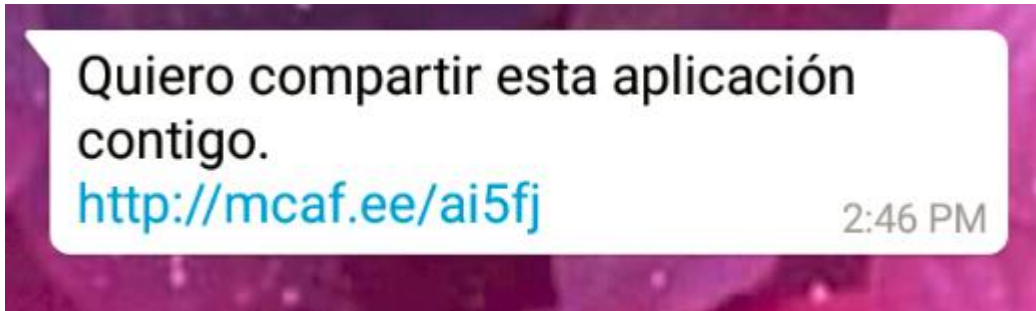 Quiero compartir esta aplicación
contigo.
http://mcaf.ee/ai5fj
2:46 PM